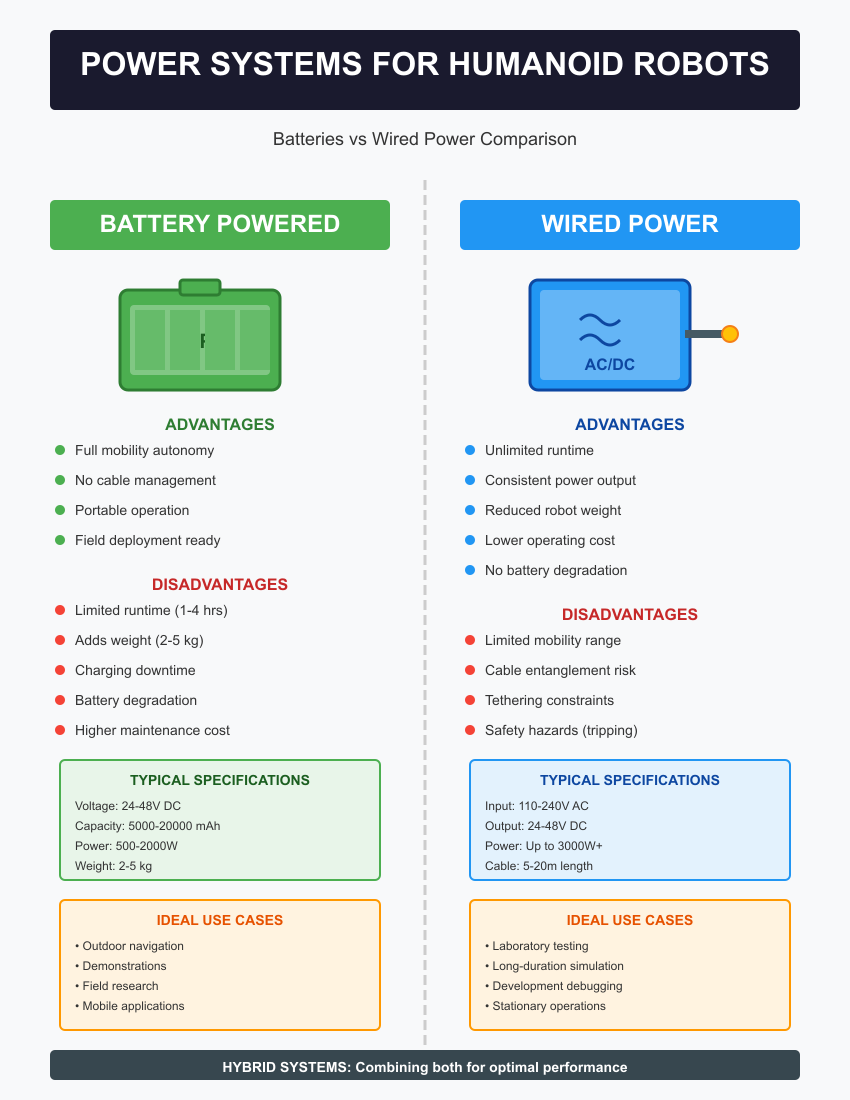 POWER SYSTEMS FOR HUMANOID ROBOTS
Batteries vs Wired Power Comparison
BATTERY POWERED
ADVANTAGES
Full mobility autonomy
No cable management
Portable operation
Field deployment ready
DISADVANTAGES
Limited runtime (1-4 hrs)
Adds weight (2-5 kg)
Charging downtime
Battery degradation
Higher maintenance cost
TYPICAL SPECIFICATIONS
Voltage: 24-48V DC
Capacity: 5000-20000 mAh
Power: 500-2000W
Weight: 2-5 kg
IDEAL USE CASES
• Outdoor navigation
• Demonstrations
• Field research
• Mobile applications
WIRED POWER
AC/DC
ADVANTAGES
Unlimited runtime
Consistent power output
Reduced robot weight
Lower operating cost
No battery degradation
DISADVANTAGES
Limited mobility range
Cable entanglement risk
Tethering constraints
Safety hazards (tripping)
TYPICAL SPECIFICATIONS
Input: 110-240V AC
Output: 24-48V DC
Power: Up to 3000W+
Cable: 5-20m length
IDEAL USE CASES
• Laboratory testing
• Long-duration simulation
• Development debugging
• Stationary operations
HYBRID SYSTEMS: Combining both for optimal performance